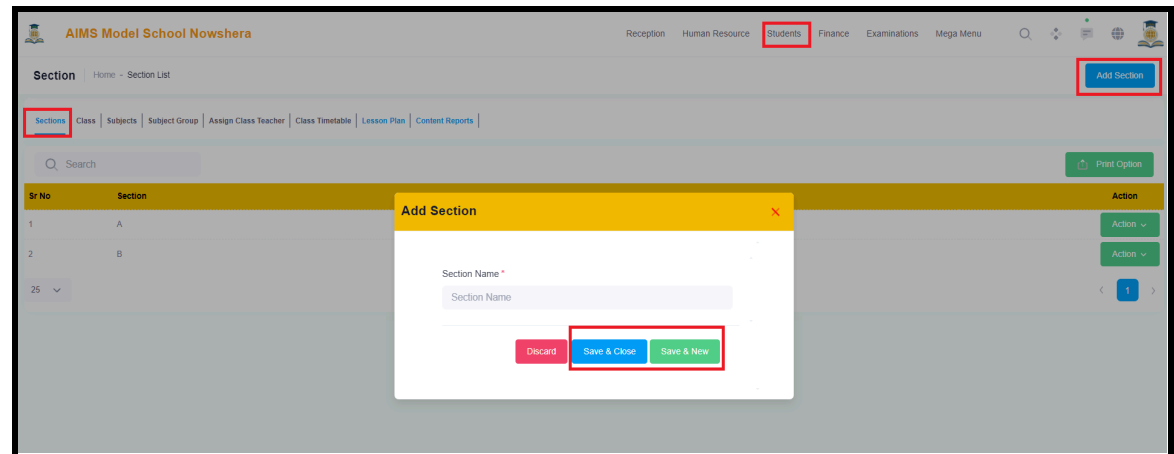 AIMS Model School Nowshera Reception Human Resource Students Finance Examinations Mega Menu
Section Home - Section List Add Section
Sections Class Subjects Subject Group Assign Class Teacher Class Timetable Lesson Plan Content Reports
Search Print Option
Sr No Section Action
1 A Action
2 B Action
25 1
Add Section
Section Name *
Section Name
Discard Save & Close Save & New